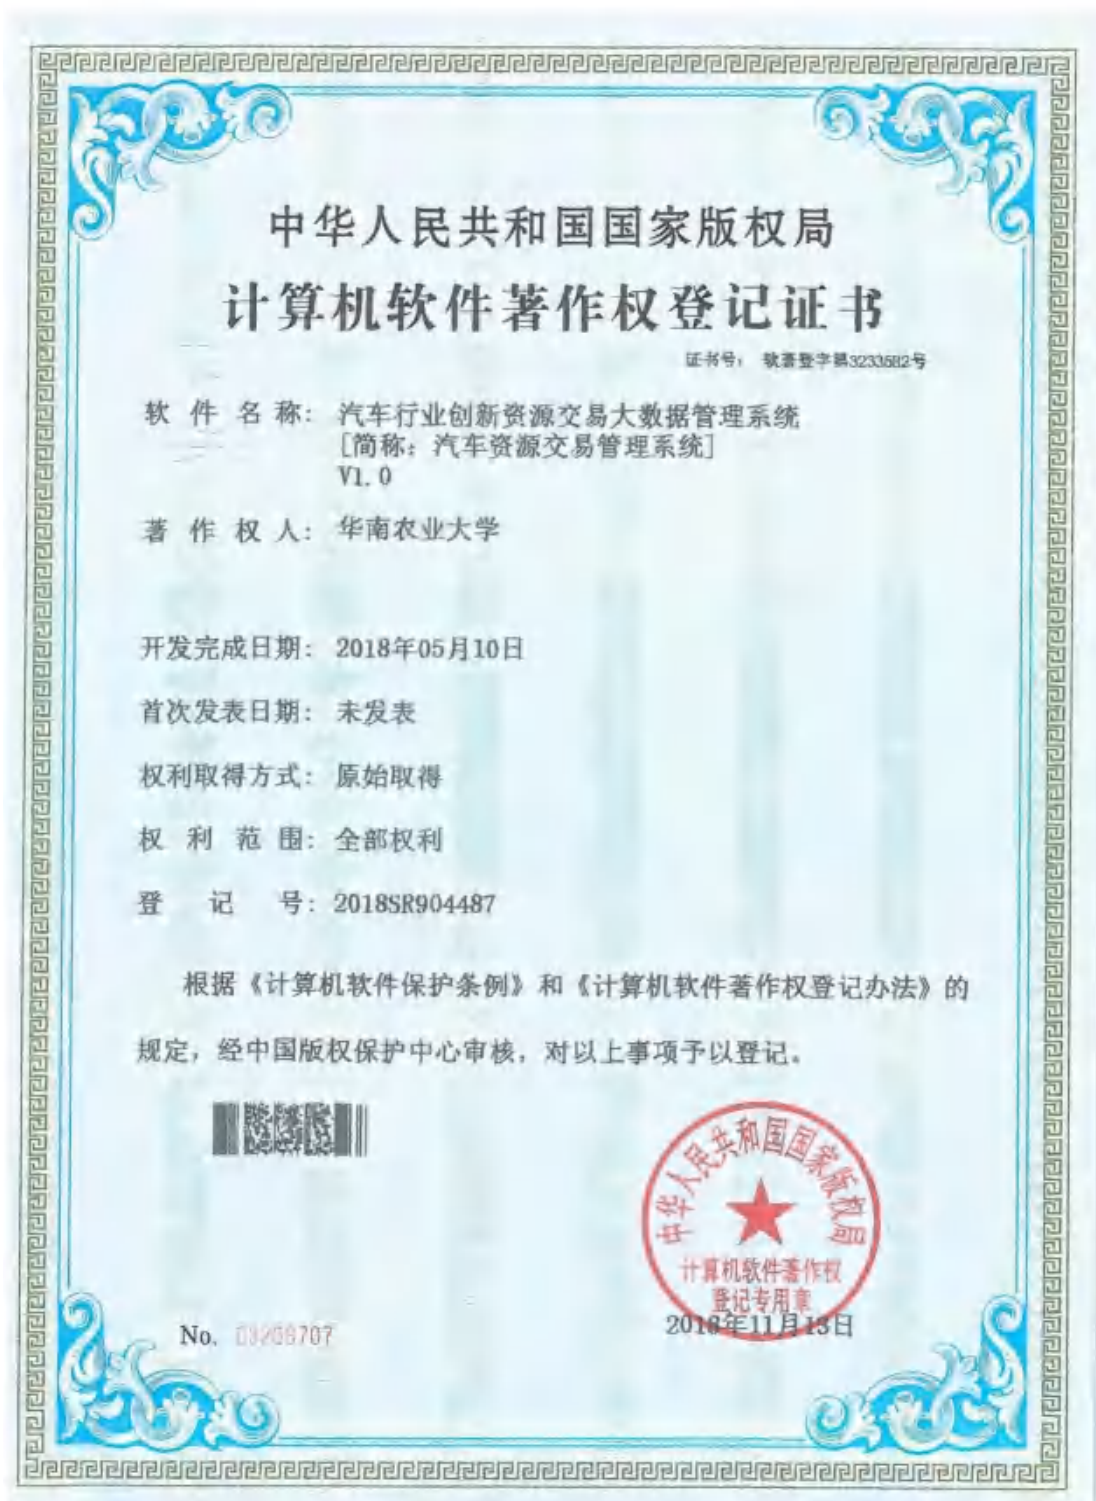 中华人民共和国国家版权局
计算机软件著作权登记证书
证书号: 软著登字第3233582号
软件名称: 汽车行业创新资源交易大数据管理系统
[简称: 汽车资源交易管理系统]
V1.0
著作权人: 华南农业大学
开发完成日期: 2018年05月10日
首次发表日期: 未发表
权利取得方式: 原始取得
权利范围: 全部权利
登记号: 2018SR904487
根据《计算机软件保护条例》和《计算机软件著作权登记办法》的
规定，经中国版权保护中心审核，对以上事项予以登记。
中华人民共和国国家版权局
计算机软件著作权
登记专用章
No.
2018年11月13日